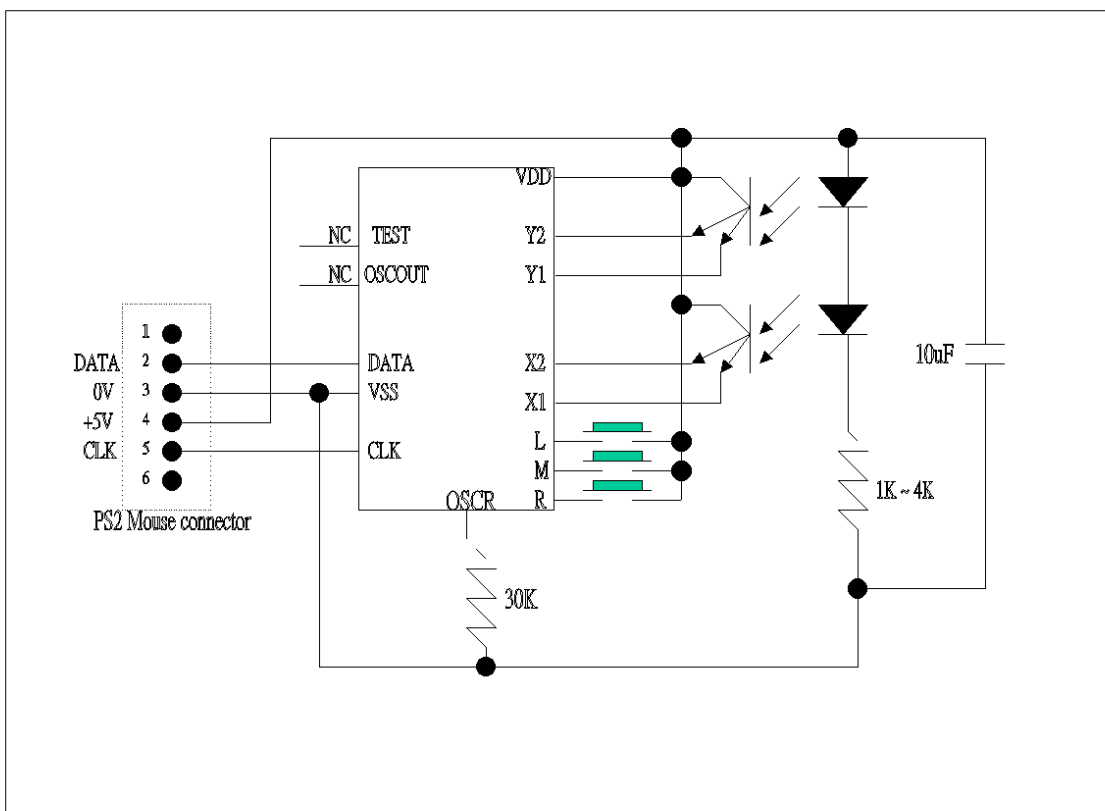 VDD
NC TEST
Y2
NC OSCOUT
Y1
1
DATA 2
DATA
X2
10uF
0V 3
VSS
X1
+5V 4
CLK 5
CLK
L
M
6
R
1K ~ 4K
OSCR
PS2 Mouse connector
30K